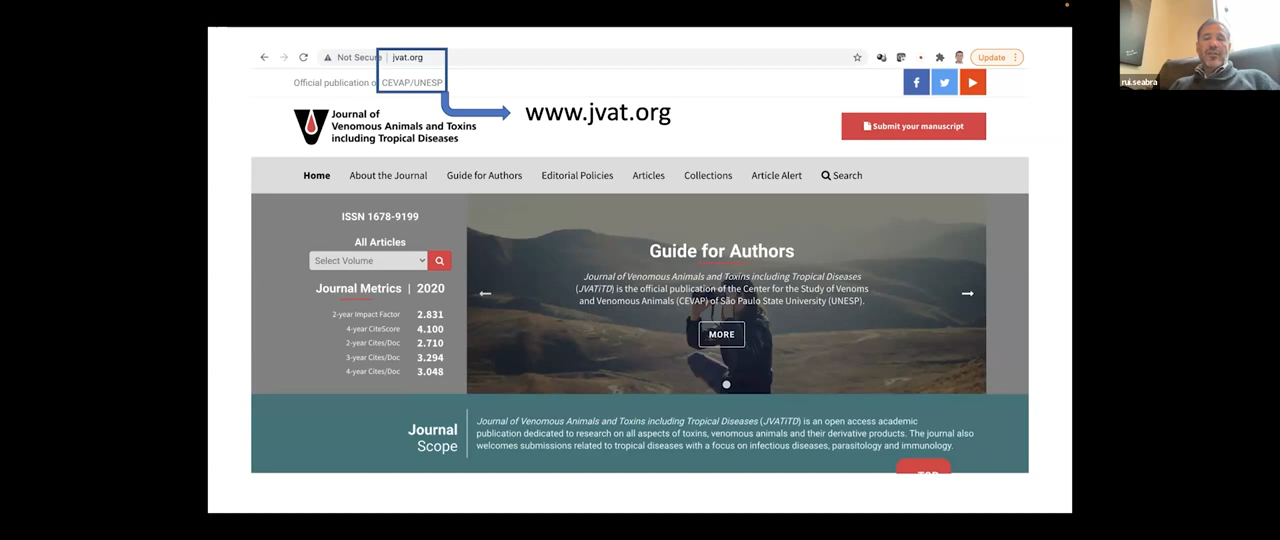 Not Secure | jvat.org
Update
Official publication o CEVAP/UNESP
www.jvat.org
Journal of
Venomous Animals and Toxins
including Tropical Diseases
Submit your manuscript
Home About the Journal Guide for Authors Editorial Policies Articles Collections Article Alert Search
ISSN 1678-9199
All Articles
Select Volume
Journal Metrics | 2020
2-year Impact Factor 2.831
4-year CiteScore 4.100
2-year Cites/Doc 2.710
3-year Cites/Doc 3.294
4-year Cites/Doc 3.048
Guide for Authors
Journal of Venomous Animals and Toxins including Tropical Diseases
(JVATiTD) is the official publication of the Center for the Study of Venoms
and Venomous Animals (CEVAP) of São Paulo State University (UNESP).
MORE
Journal
Scope
Journal of Venomous Animals and Toxins including Tropical Diseases (JVATiTD) is an open access academic
publication dedicated to research on all aspects of toxins, venomous animals and their derivative products. The journal also
welcomes submissions related to tropical diseases with a focus on infectious diseases, parasitology and immunology.
TOP
rui.seabra